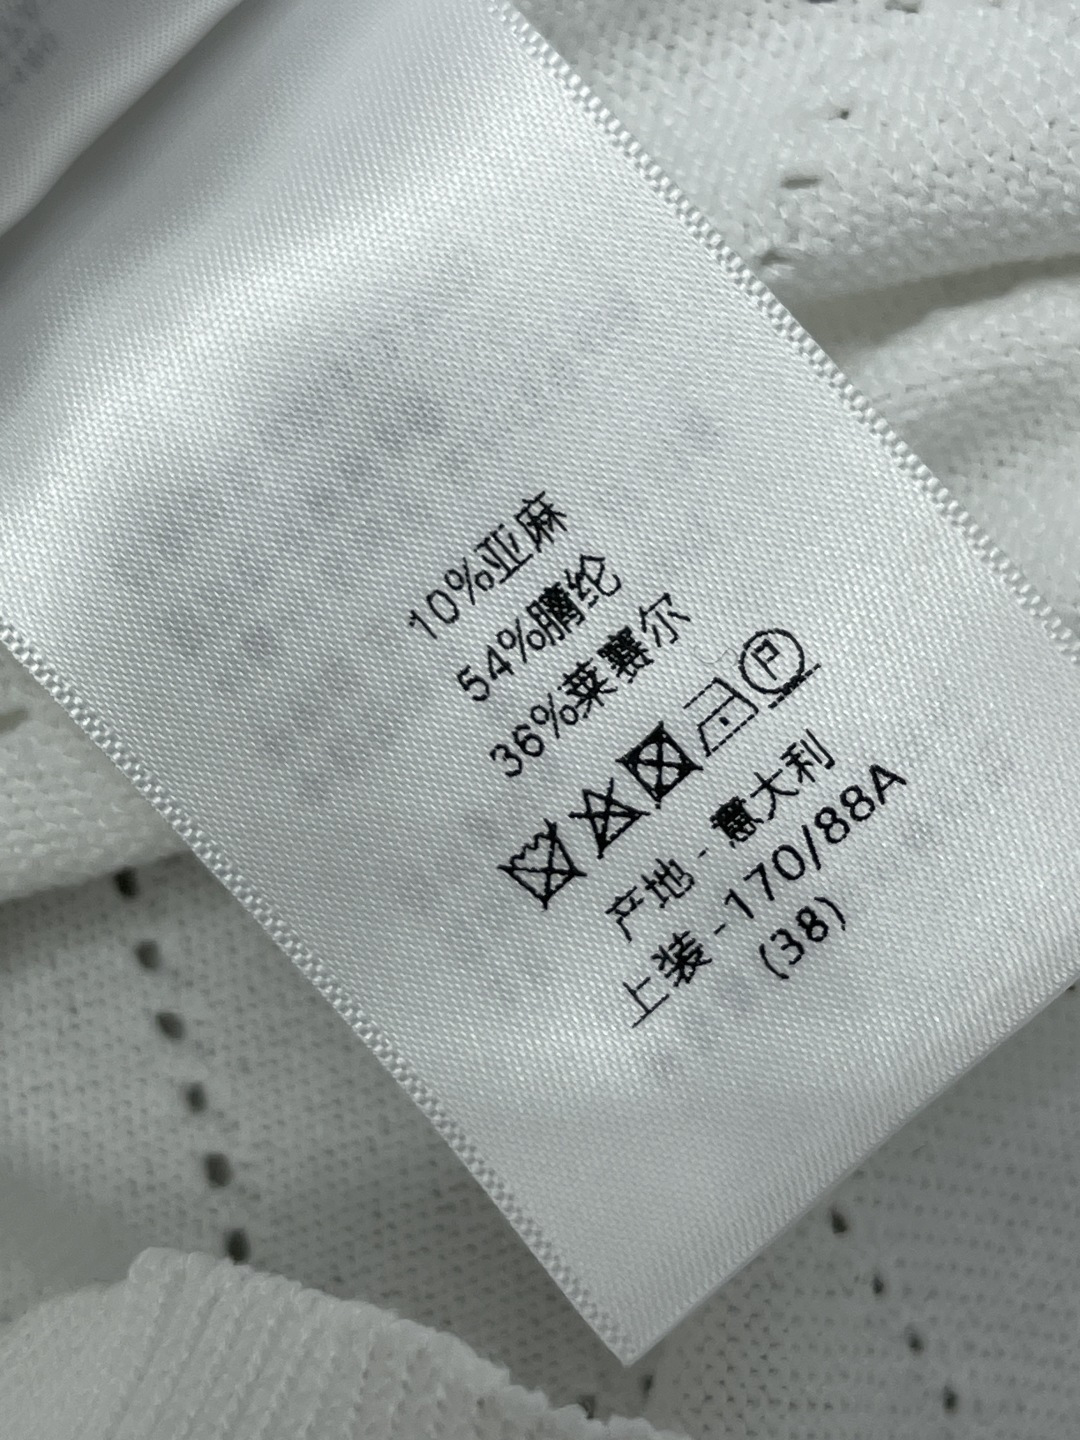 10%亚麻
54%腈纶
36%莱赛尔
P
产地 - 意大利
上装 - 170/88A
(38)